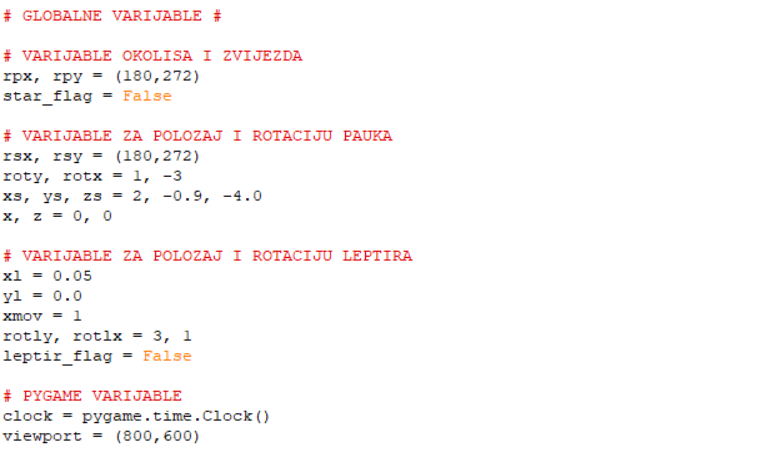 # GLOBALNE VARIJABLE #
# VARIJABLE OKOLISA I ZVIJEZDA
rpx, rpy = (180,272)
star_flag = False
# VARIJABLE ZA POLOZAJ I ROTACIJU PAUKA
rsx, rsy = (180,272)
roty, rotx = 1, -3
xs, ys, zs = 2, -0.9, -4.0
x, z = 0, 0
# VARIJABLE ZA POLOZAJ I ROTACIJU LEPTIRA
xl = 0.05
yl = 0.0
xmov = 1
rotly, rotlx = 3, 1
leptir_flag = False
# PYGAME VARIJABLE
clock = pygame.time.Clock()
viewport = (800,600)